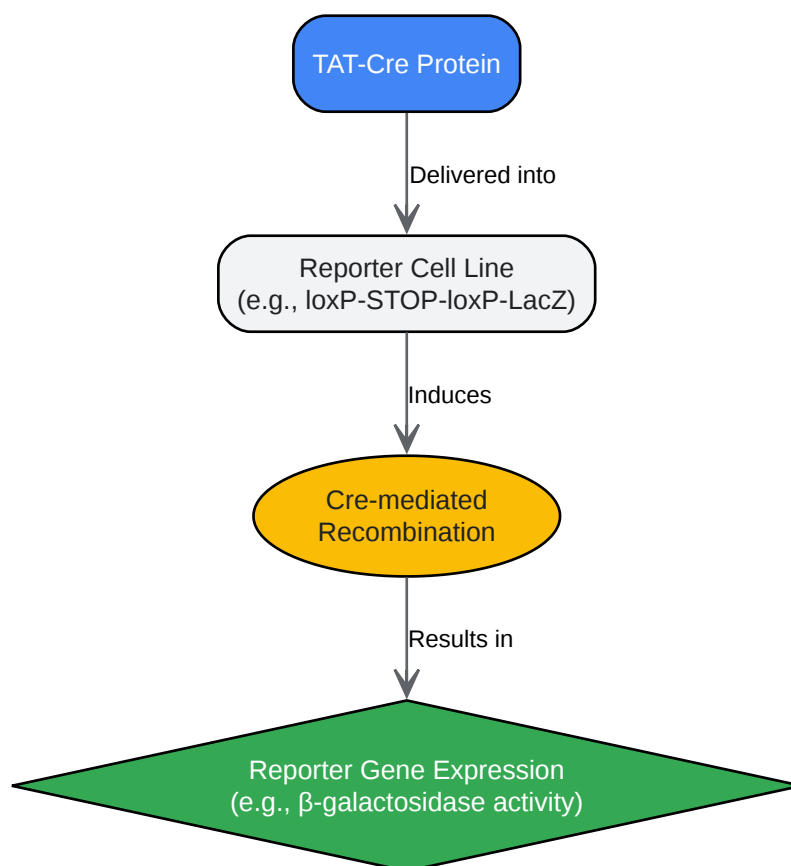 TAT-Cre Protein
Delivered into
Reporter Cell Line
(e.g., loxP-STOP-loxP-LacZ)
Induces
Cre-mediated
Recombination
Results in
Reporter Gene Expression
(e.g., β-galactosidase activity)